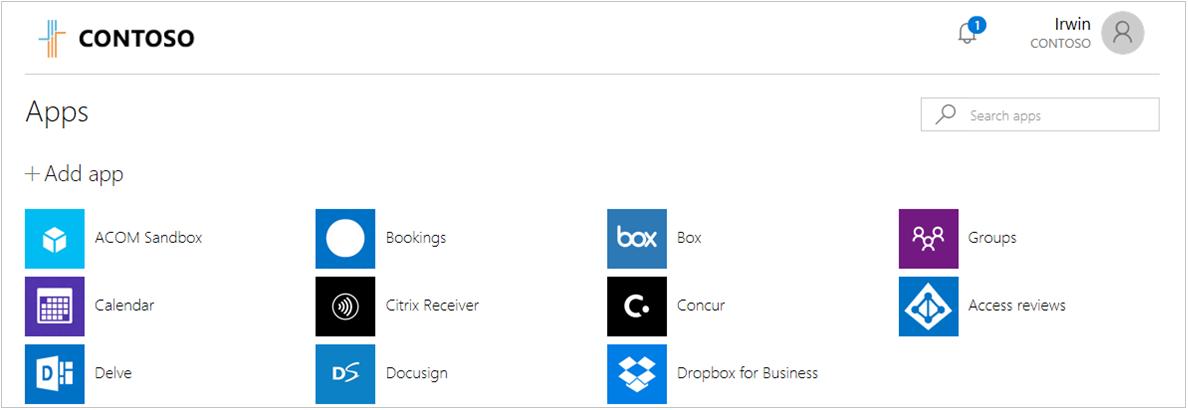 CONTOSO
1
Irwin
CONTOSO
Apps
Search apps
+ Add app
ACOM Sandbox
Bookings
box
Box
Groups
Calendar
Citrix Receiver
C.
Concur
Access reviews
D
Delve
DS
Docusign
Dropbox for Business